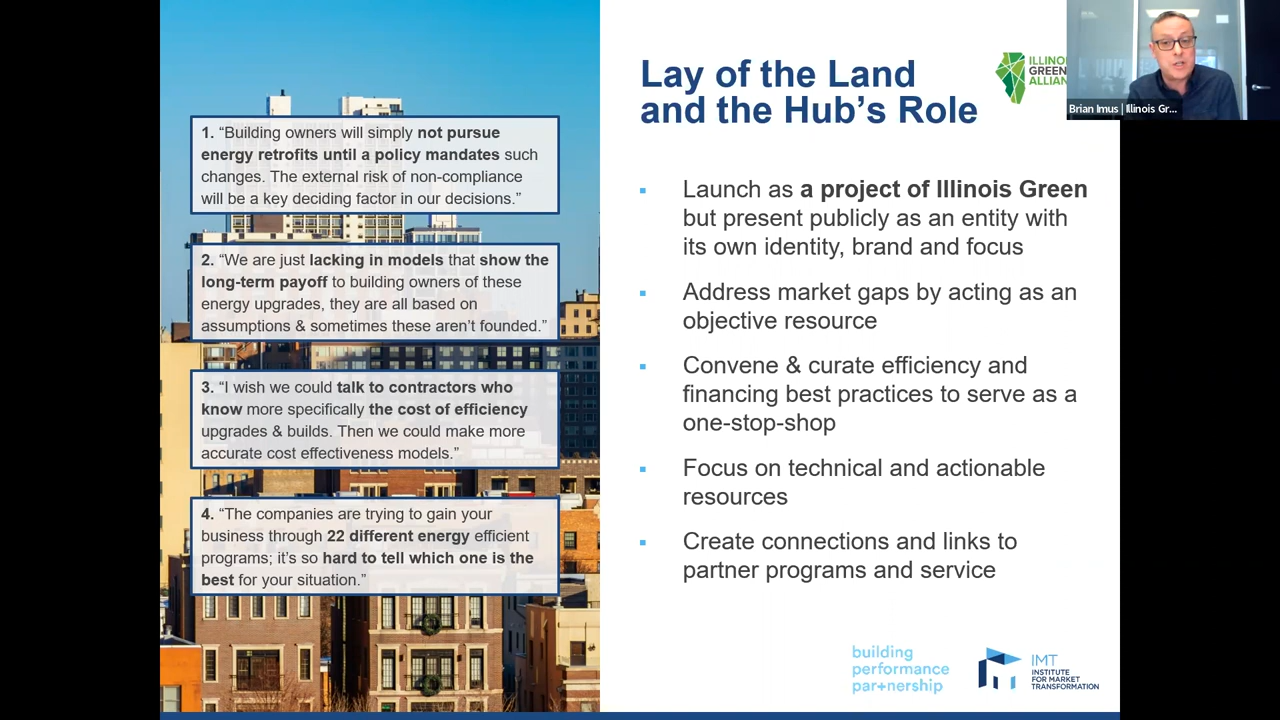 1. “Building owners will simply not pursue
energy retrofits until a policy mandates such
changes. The external risk of non-compliance
will be a key deciding factor in our decisions.”
2. “We are just lacking in models that show the
long-term payoff to building owners of these
energy upgrades, they are all based on
assumptions & sometimes these aren’t founded.”
3. “I wish we could talk to contractors who
know more specifically the cost of efficiency
upgrades & builds. Then we could make more
accurate cost effectiveness models.”
4. “The companies are trying to gain your
business through 22 different energy efficient
programs; it’s so hard to tell which one is the
best for your situation.”
Lay of the Land
and the Hub’s Role
ILLINOI
GREEN
ALLIAN
Brian Imus | Illinois Gr...
▪ Launch as a project of Illinois Green
but present publicly as an entity with
its own identity, brand and focus
▪ Address market gaps by acting as an
objective resource
▪ Convene & curate efficiency and
financing best practices to serve as a
one-stop-shop
▪ Focus on technical and actionable
resources
▪ Create connections and links to
partner programs and service
building
performance
par+nership
IMT
INSTITUTE
FOR MARKET
TRANSFORMATION